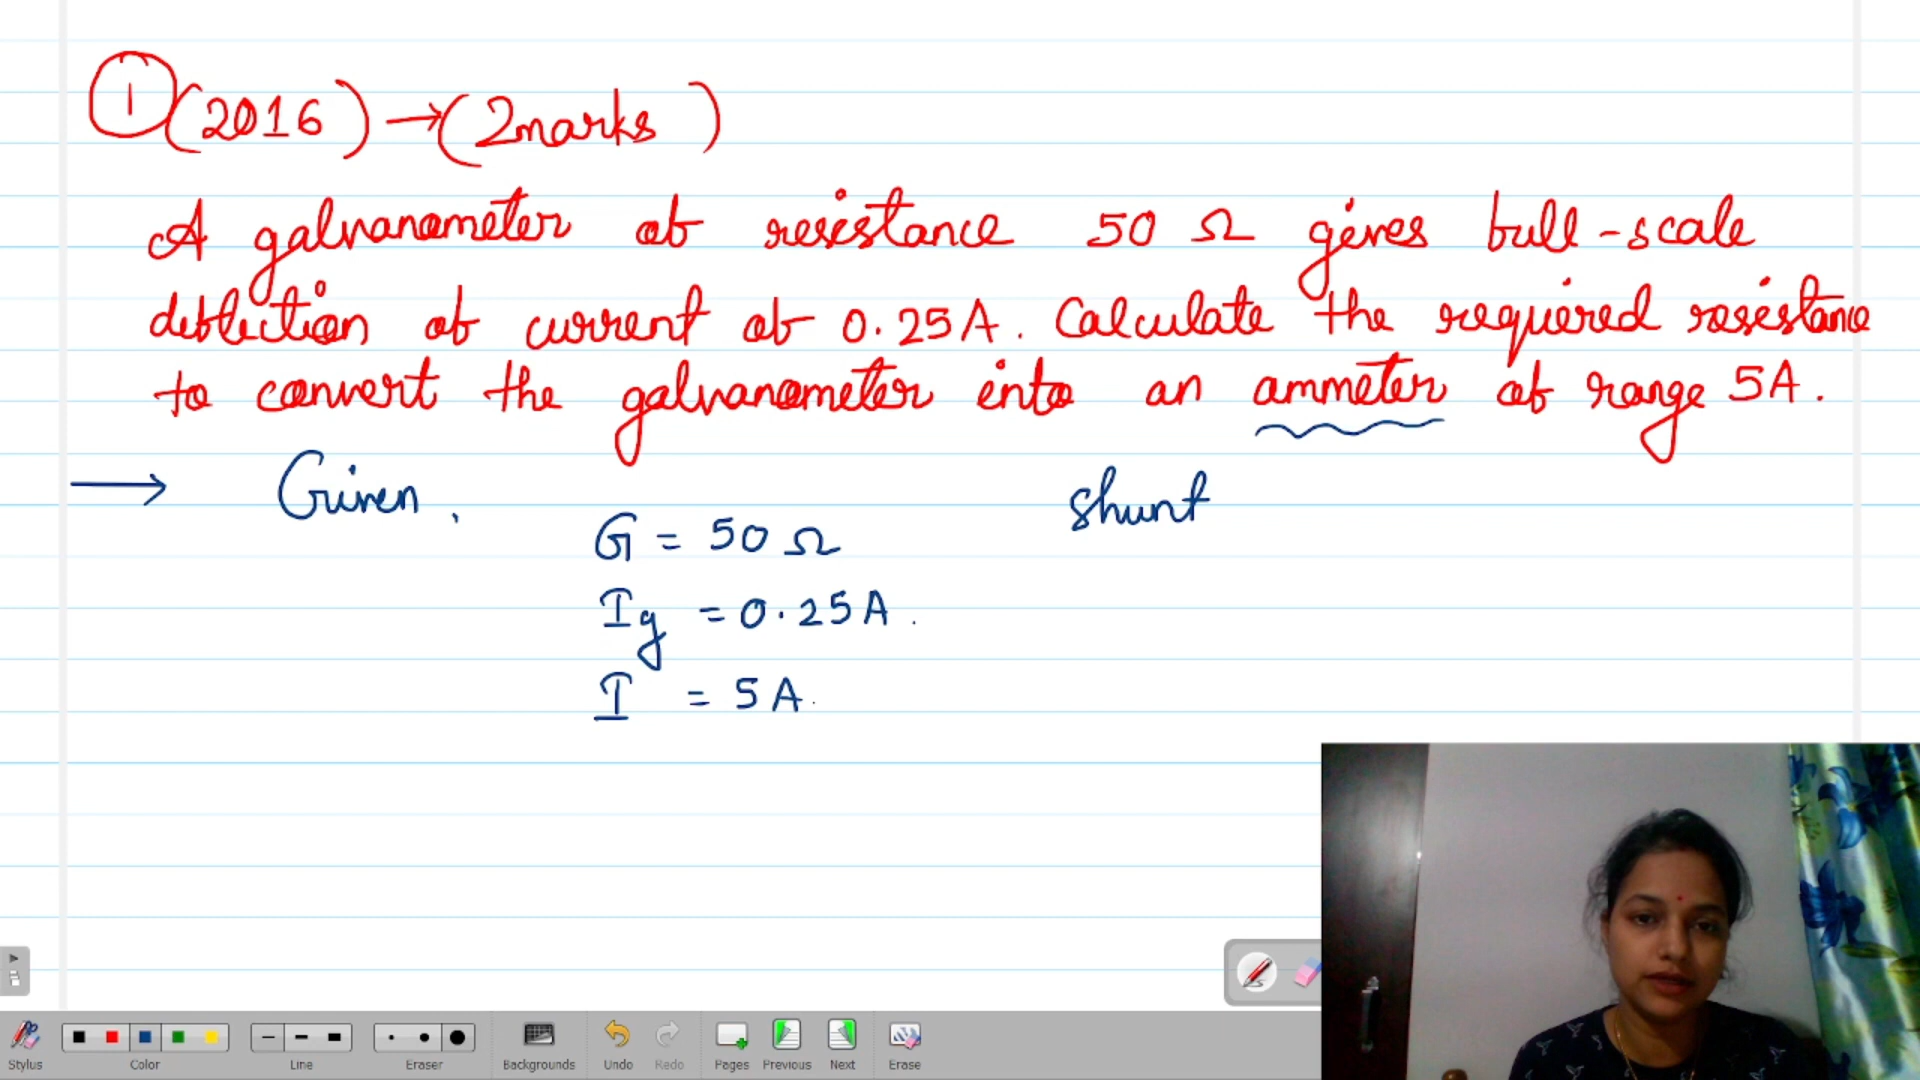 1 (2016) → (2marks)
A galvanometer of resistance 50 Ω gives full-scale
deflection of current of 0.25A. Calculate the required resistance
to convert the galvanometer into an ammeter of range 5A.
→ Given,
shunt
G = 50 Ω
Ig = 0.25A.
I = 5A.
Stylus
Color
Line
Eraser
Backgrounds
Undo
Redo
Pages
Previous
Next
Erase